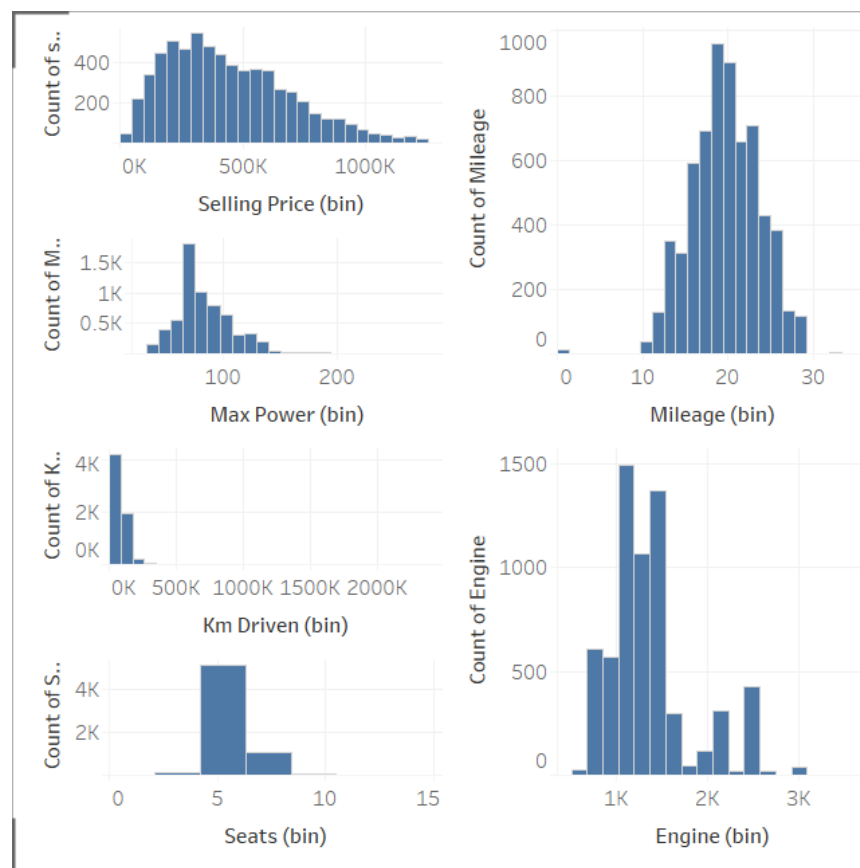 Count of s..
400
200
0K 500K 1000K
Selling Price (bin)
Count of M..
1.5K
1K
0.5K
100 200
Max Power (bin)
Count of K..
4K
2K
0K
0K 500K 1000K 1500K 2000K
Km Driven (bin)
Count of S..
4K
2K
0 5 10 15
Seats (bin)
Count of Mileage
1000
800
600
400
200
0
0 10 20 30
Mileage (bin)
Count of Engine
1500
1000
500
0
1K 2K 3K
Engine (bin)